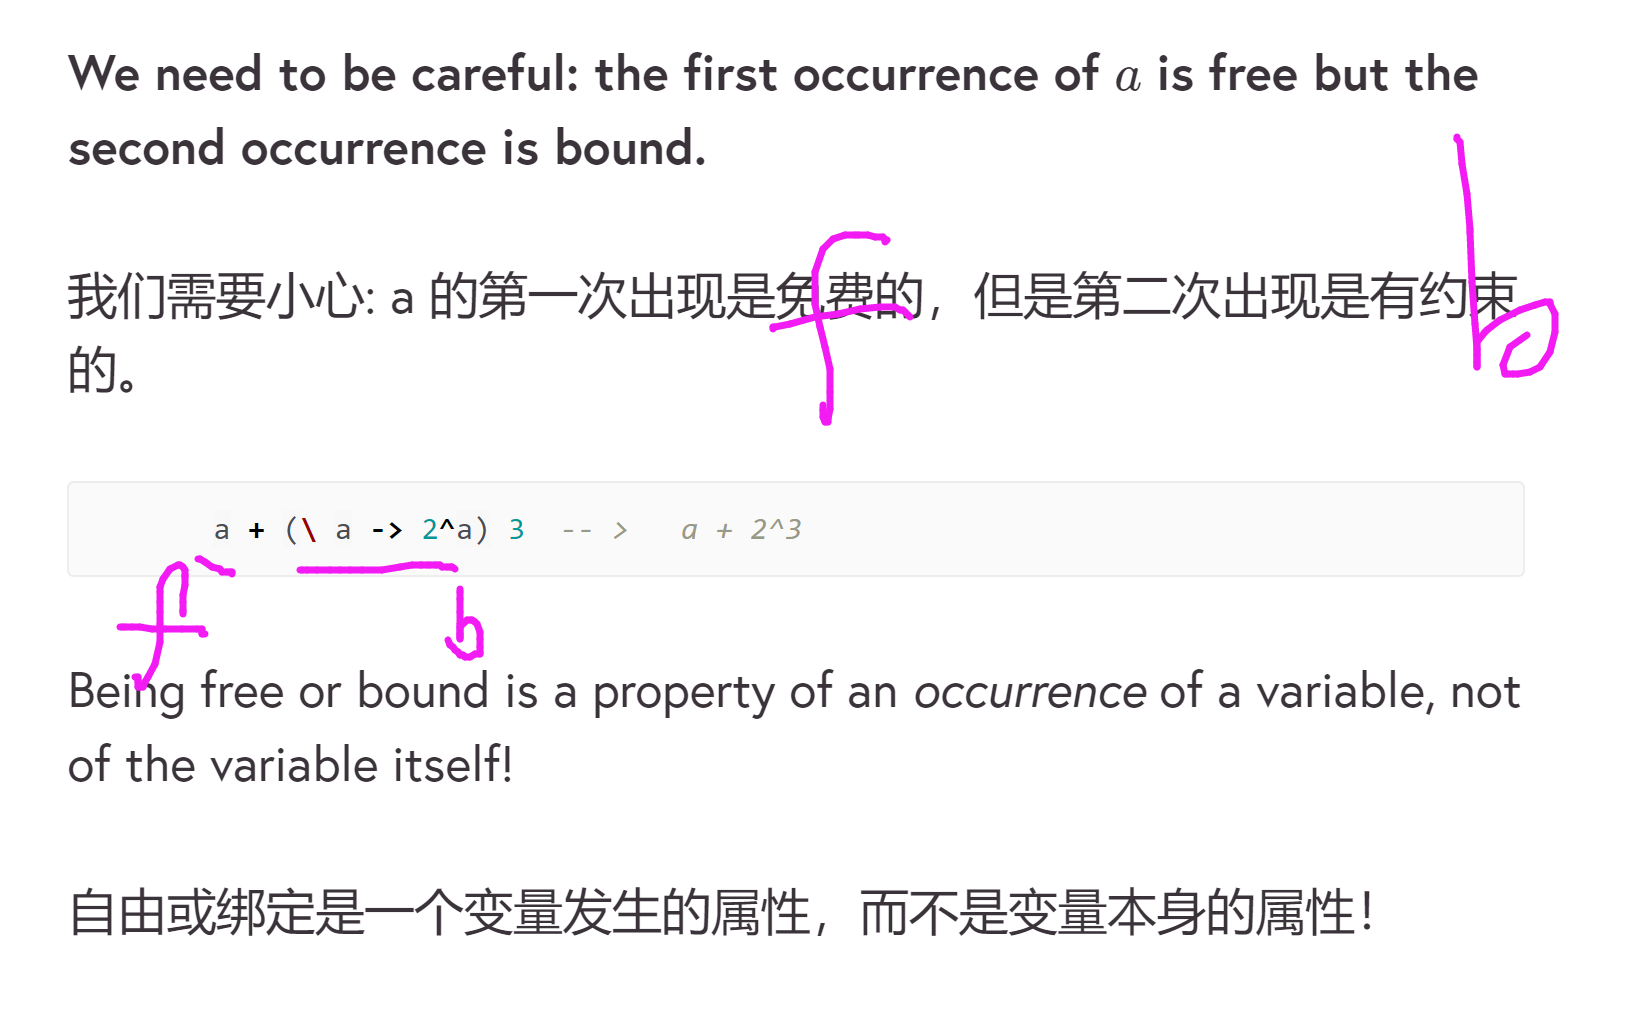 We need to be careful: the first occurrence of a is free but the
second occurrence is bound.
我们需要小心: a 的第一次出现是免费的，但是第二次出现是有约束
的。
f
b
a + (\ a -> 2^a) 3  -- >   a + 2^3
f
b
Being free or bound is a property of an occurrence of a variable, not
of the variable itself!
自由或绑定是一个变量发生的属性，而不是变量本身的属性！